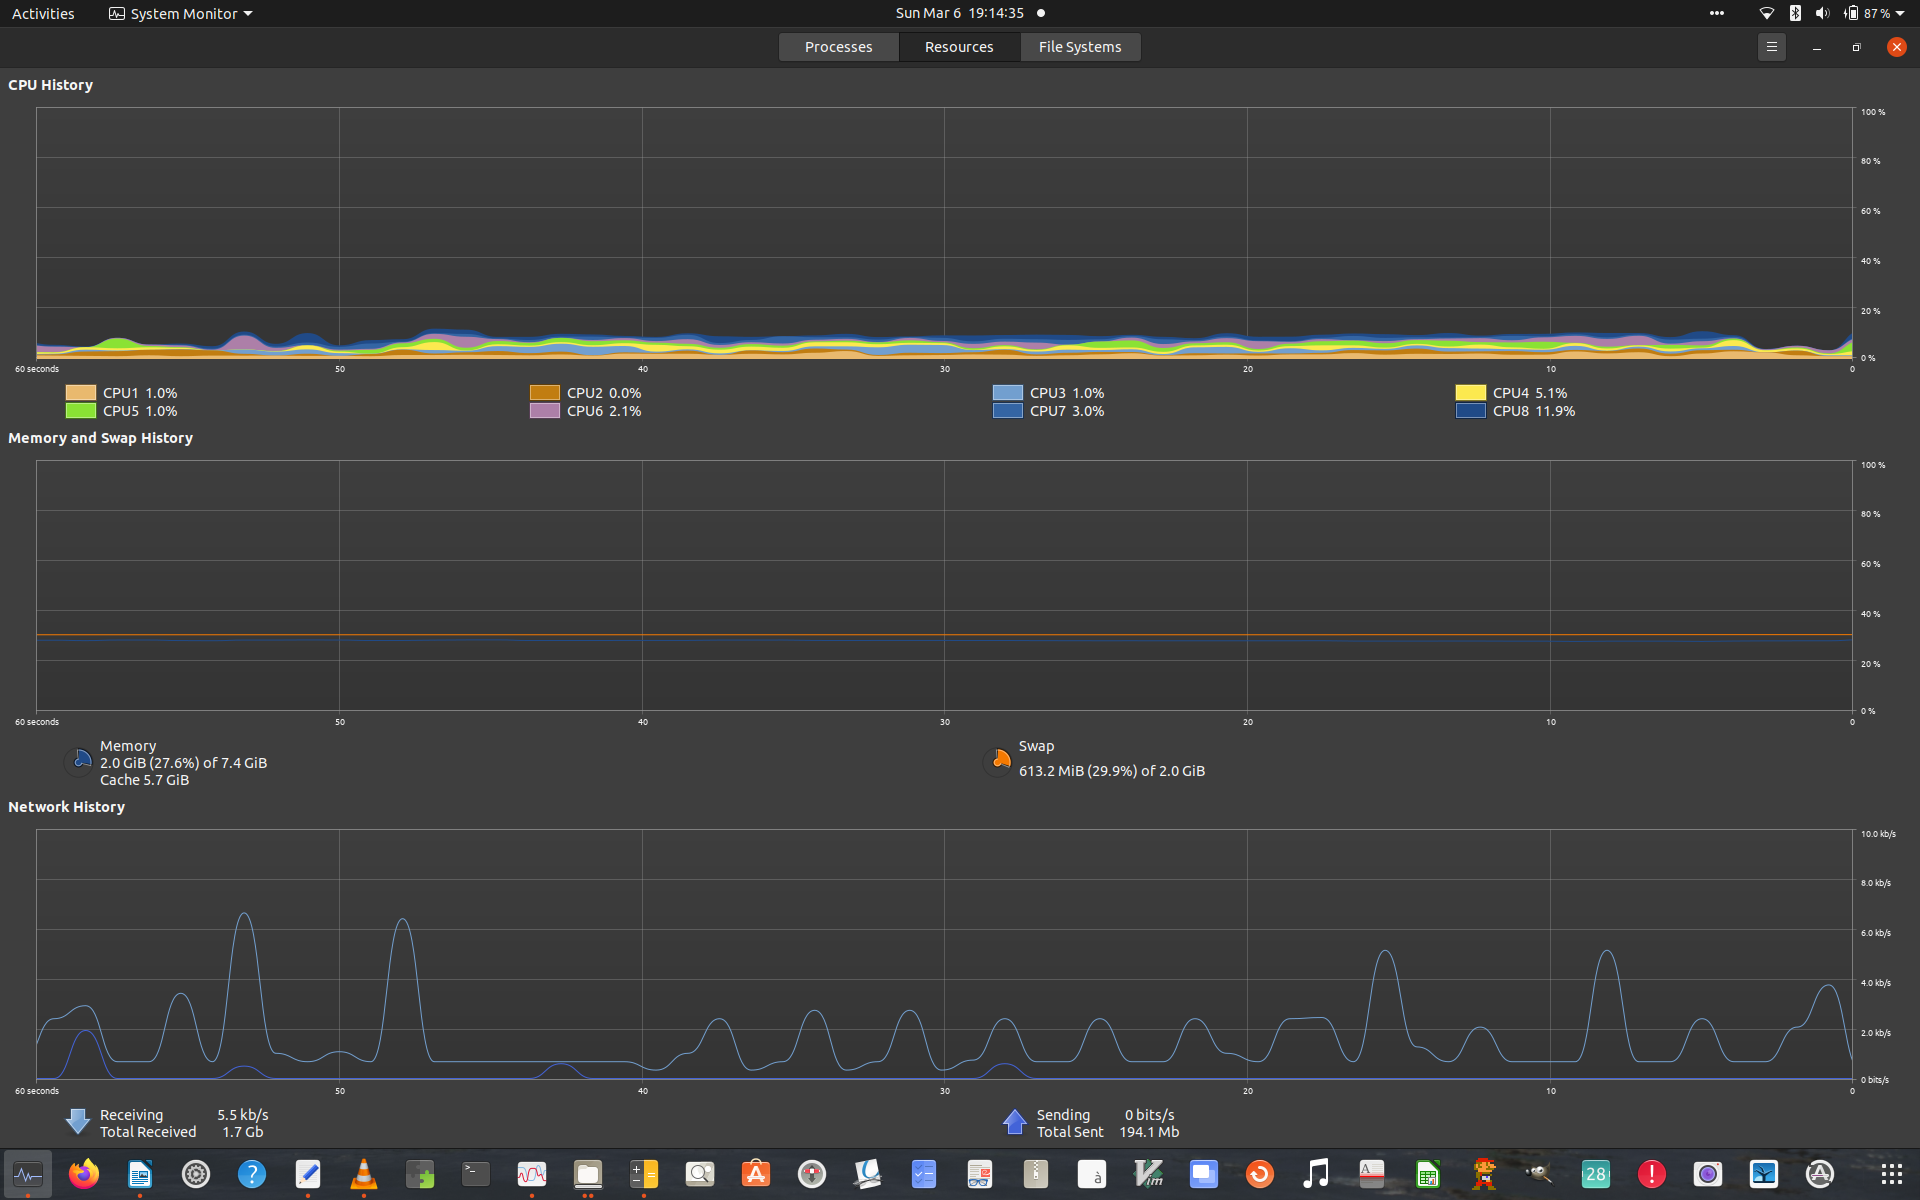 Activities System Monitor Sun Mar 6 19:14:35 87 %
Processes Resources File Systems
CPU History
100 %
80 %
60 %
40 %
20 %
0 %
60 seconds 50 40 30 20 10 0
CPU1 1.0% CPU2 0.0% CPU3 1.0% CPU4 5.1%
CPU5 1.0% CPU6 2.1% CPU7 3.0% CPU8 11.9%
Memory and Swap History
100 %
80 %
60 %
40 %
20 %
0 %
60 seconds 50 40 30 20 10 0
Memory
2.0 GiB (27.6%) of 7.4 GiB
Cache 5.7 GiB
Swap
613.2 MiB (29.9%) of 2.0 GiB
Network History
10.0 kb/s
8.0 kb/s
6.0 kb/s
4.0 kb/s
2.0 kb/s
0 bits/s
60 seconds 50 40 30 20 10 0
Receiving 5.5 kb/s
Total Received 1.7 Gb
Sending 0 bits/s
Total Sent 194.1 Mb
? >_ à Vim A 28 !